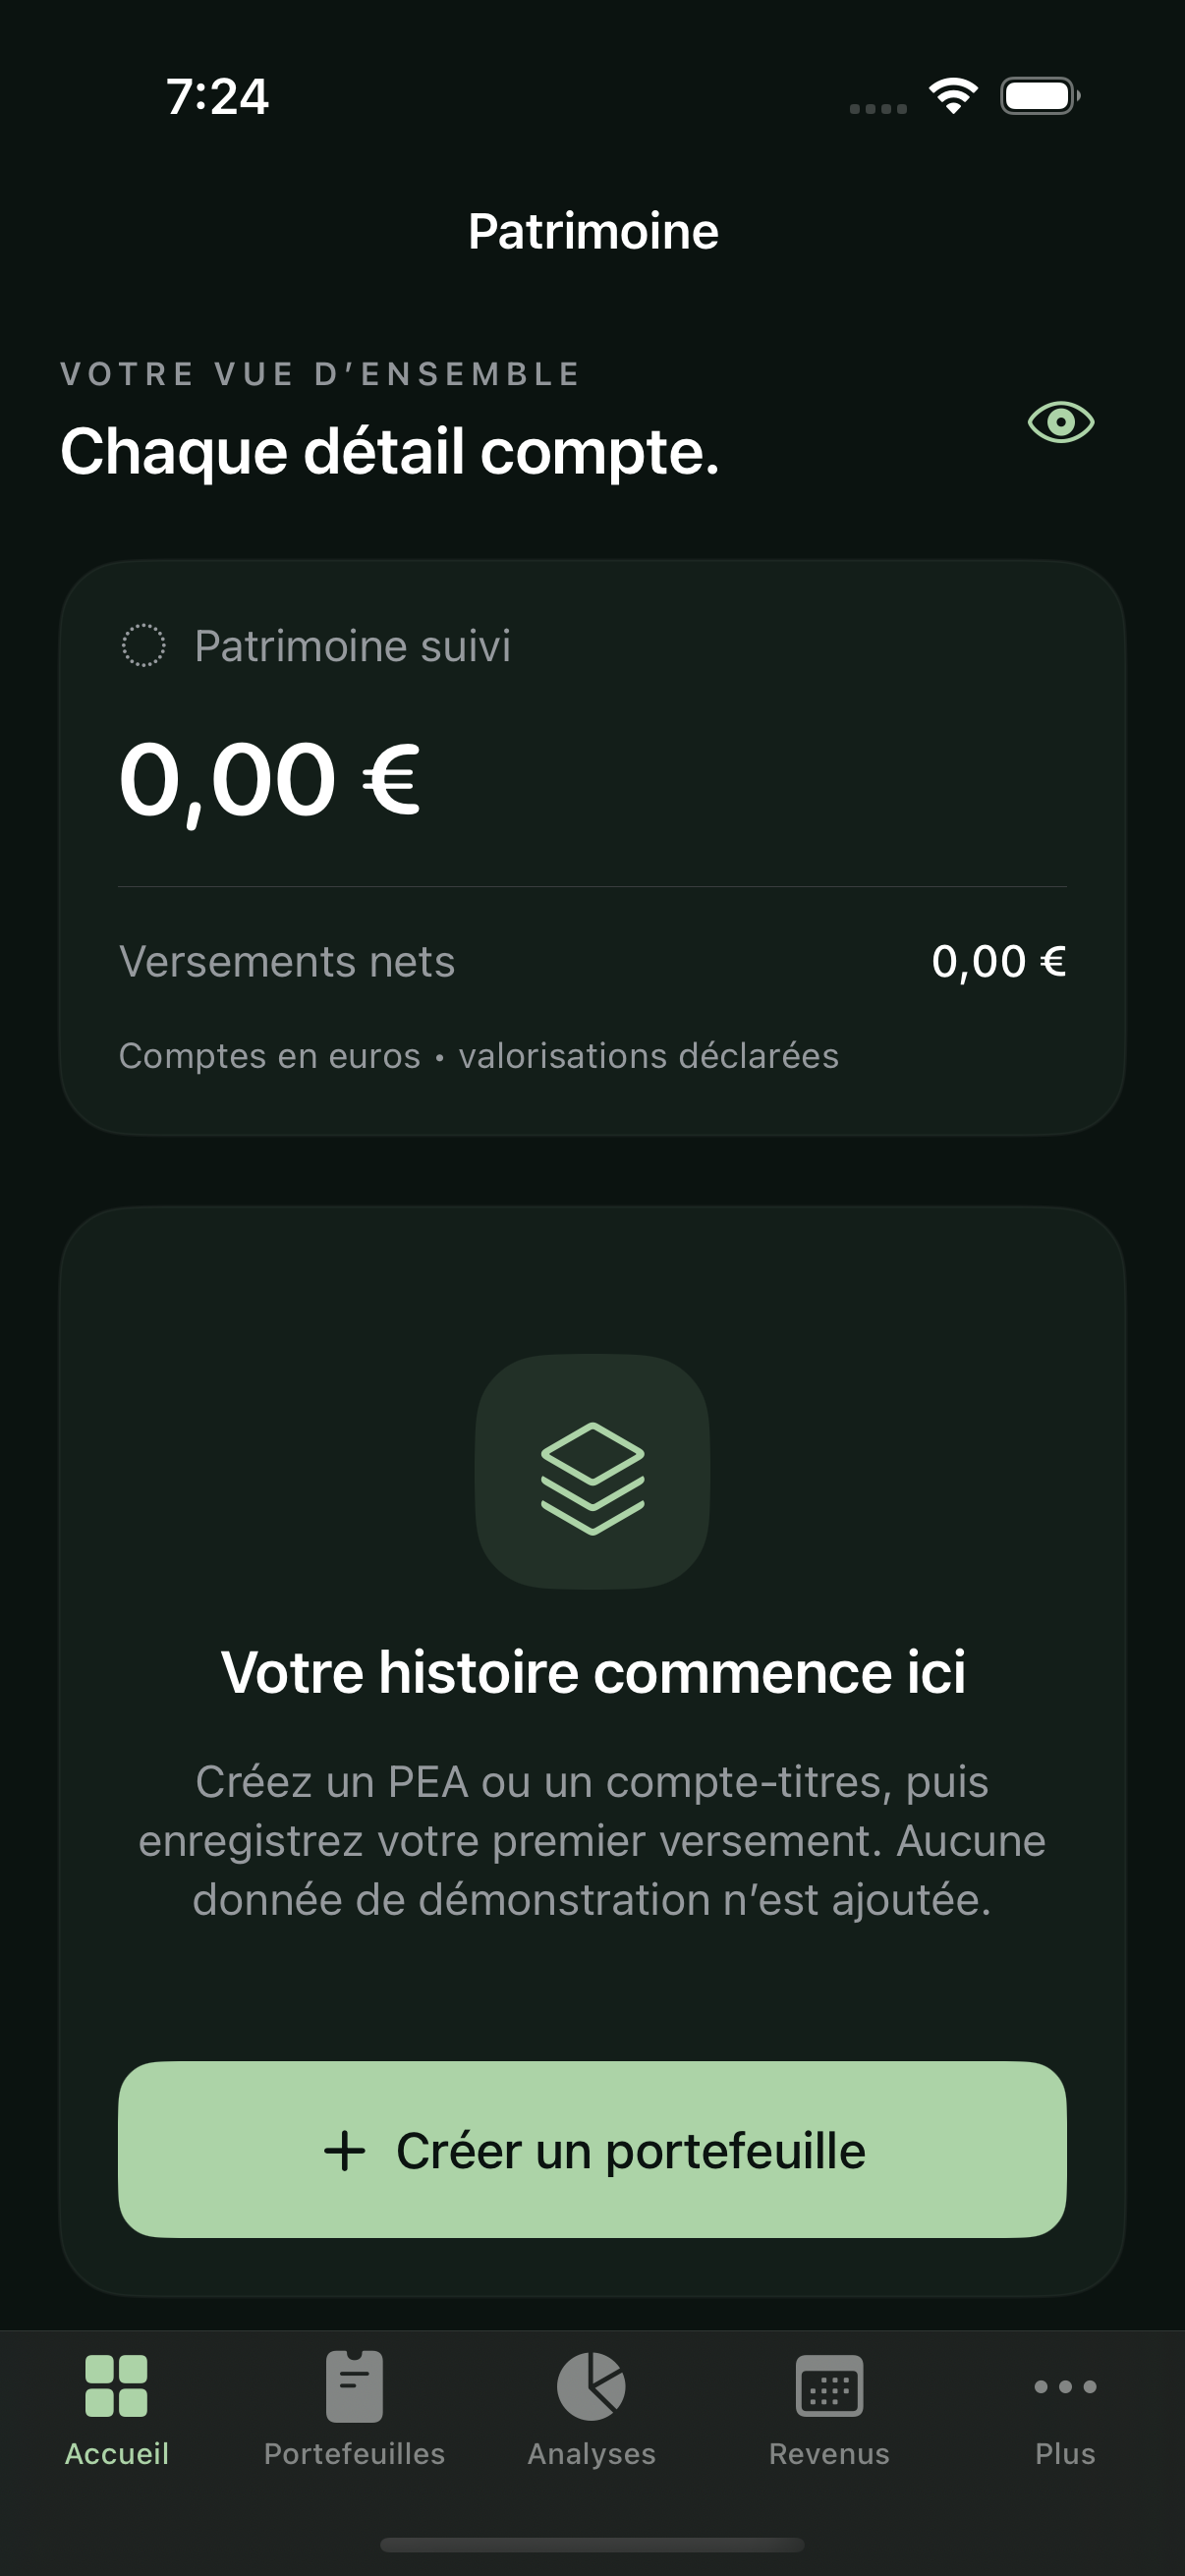 7:24
Patrimoine
VOTRE VUE D’ENSEMBLE
Chaque détail compte.
Patrimoine suivi
0,00 €
Versements nets 0,00 €
Comptes en euros • valorisations déclarées
Votre histoire commence ici
Créez un PEA ou un compte-titres, puis
enregistrez votre premier versement. Aucune
donnée de démonstration n’est ajoutée.
+ Créer un portefeuille
Accueil Portefeuilles Analyses Revenus Plus